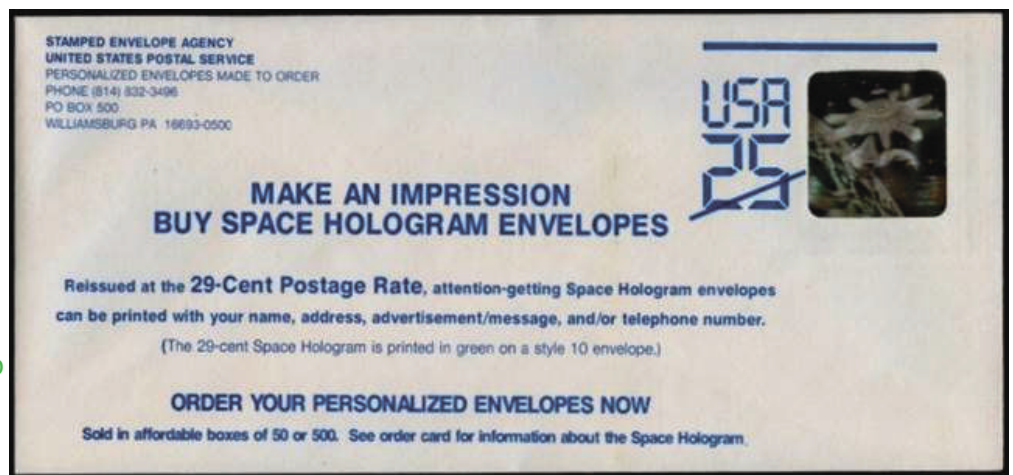 STAMPED ENVELOPE AGENCY
UNITED STATES POSTAL SERVICE
PERSONALIZED ENVELOPES MADE TO ORDER
PHONE (814) 832-3496
PO BOX 500
WILLIAMSBURG PA 16693-0500
USA
25
MAKE AN IMPRESSION
BUY SPACE HOLOGRAM ENVELOPES
Reissued at the 29-Cent Postage Rate, attention-getting Space Hologram envelopes
can be printed with your name, address, advertisement/message, and/or telephone number.
(The 29-cent Space Hologram is printed in green on a style 10 envelope.)
ORDER YOUR PERSONALIZED ENVELOPES NOW
Sold in affordable boxes of 50 or 500. See order card for information about the Space Hologram.